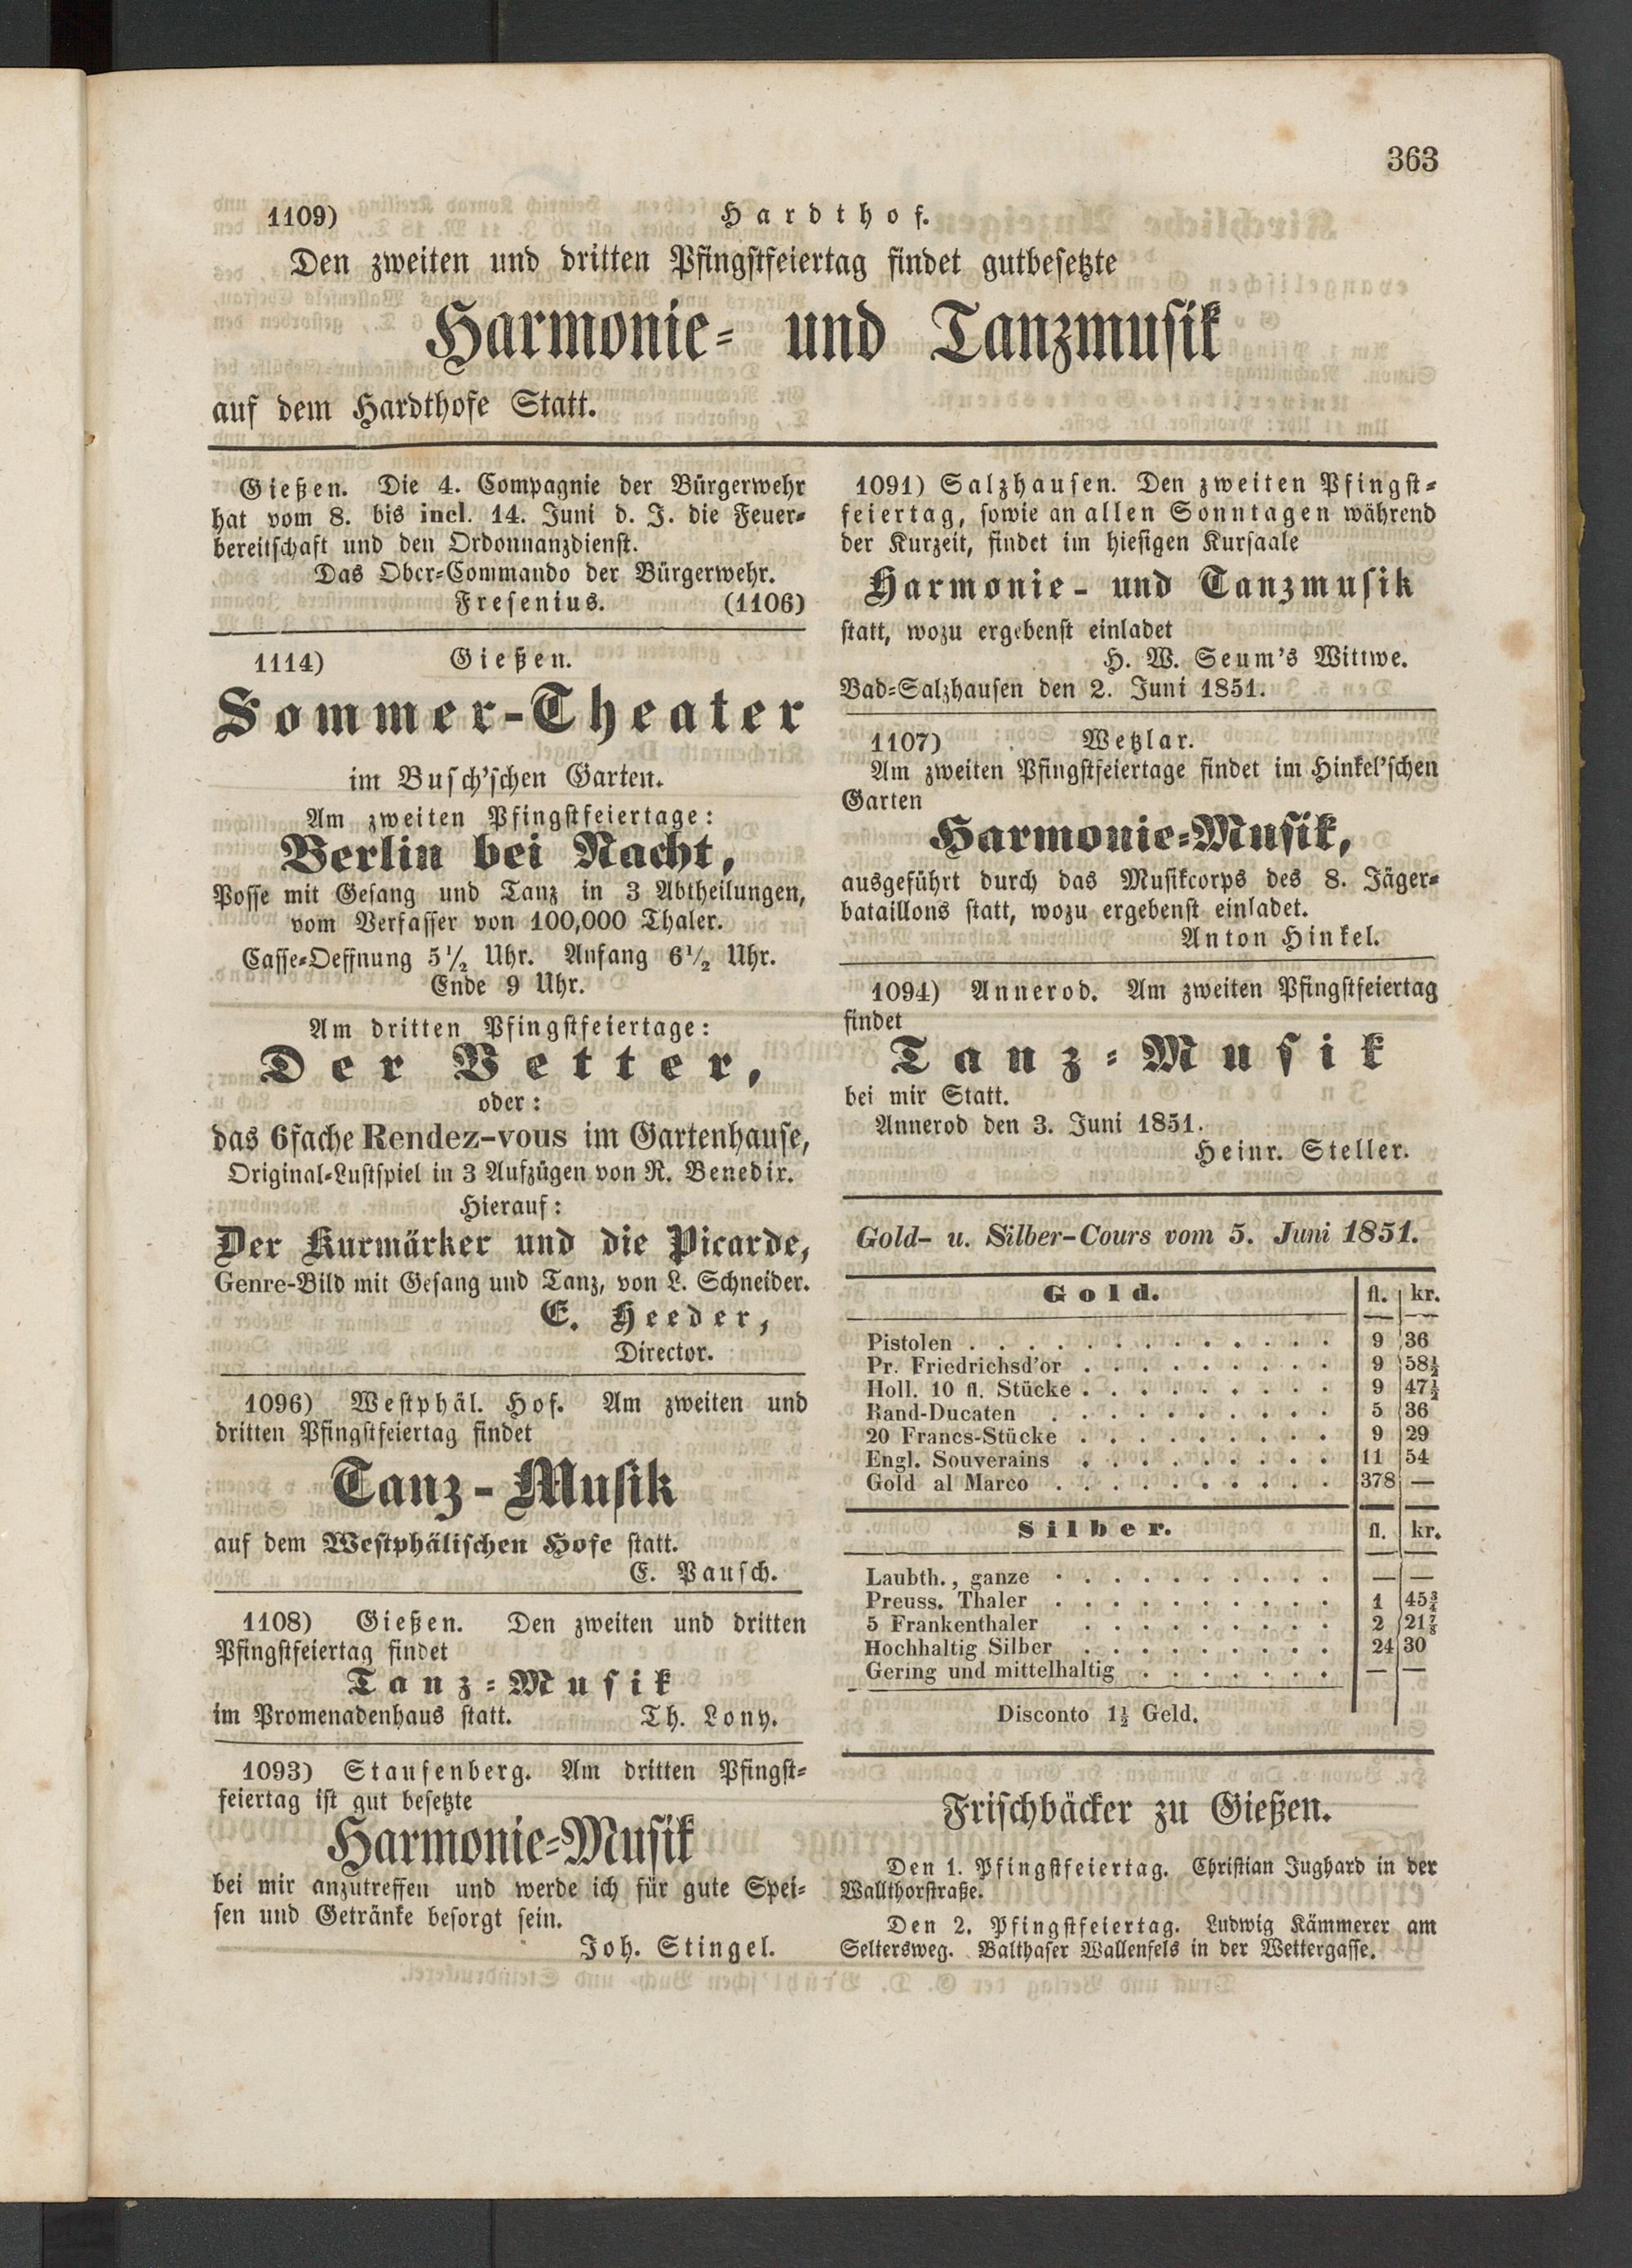 363
1109) Hardthof.
Den zweiten und dritten Pfingstfeiertag findet gutbesetzte
Harmonie- und Tanzmusik
auf dem Hardthofe Statt.
Gießen. Die 4. Compagnie der Bürgerwehr
hat vom 8. bis incl. 14. Juni d. J. die Feuer-
bereitschaft und den Ordonnanzdienst.
Das Ober-Commando der Bürgerwehr.
Fresenius. (1106)
1114) Gießen.
Sommer-Theater
im Busch'schen Garten.
Am zweiten Pfingstfeiertage:
Berlin bei Nacht,
Posse mit Gesang und Tanz in 3 Abtheilungen,
vom Verfasser von 100,000 Thaler.
Casse-Oeffnung 5½ Uhr. Anfang 6½ Uhr.
Ende 9 Uhr.
Am dritten Pfingstfeiertage:
Der Vetter,
oder:
das 6fache Rendez-vous im Gartenhause,
Original-Lustspiel in 3 Aufzügen von R. Benedix.
Hierauf:
Der Kurmärker und die Picarde,
Genre-Bild mit Gesang und Tanz, von L. Schneider.
E. Heeder,
Director.
1096) Westphäl. Hof. Am zweiten und
dritten Pfingstfeiertag findet
Tanz-Musik
auf dem Westphälischen Hofe statt.
E. Pausch.
1108) Gießen. Den zweiten und dritten
Pfingstfeiertag findet
Tanz-Musik
im Promenadenhaus statt. Th. Lony.
1093) Staufenberg. Am dritten Pfingst-
feiertag ist gut besetzte
Harmonie-Musik
bei mir anzutreffen und werde ich für gute Spei-
sen und Getränke besorgt sein.
Joh. Stingel.
1091) Salzhausen. Den zweiten Pfingst-
feiertag, sowie an allen Sonntagen während
der Kurzeit, findet im hiesigen Kursaale
Harmonie- und Tanzmusik
statt, wozu ergebenst einladet
H. W. Seum's Wittwe.
Bad-Salzhausen den 2. Juni 1851.
1107) Wetzlar.
Am zweiten Pfingstfeiertage findet im Hinkel'schen
Garten
Harmonie-Musik,
ausgeführt durch das Musikcorps des 8. Jäger-
bataillons statt, wozu ergebenst einladet.
Anton Hinkel.
1094) Annerod. Am zweiten Pfingstfeiertag
findet
Tanz-Musik
bei mir Statt.
Annerod den 3. Juni 1851.
Heinr. Steller.
Gold- u. Silber-Cours vom 5. Juni 1851.
Gold. fl. kr.
Pistolen . . . . . . . . . . . . . 9 36
Pr. Friedrichsd'or . . . . . . . . . 9 58½
Holl. 10 fl. Stücke . . . . . . . . . 9 47½
Rand-Ducaten . . . . . . . . . . 5 36
20 Francs-Stücke . . . . . . . . . 9 29
Engl. Souverains . . . . . . . . . 11 54
Gold al Marco . . . . . . . . . . 378 —
Silber. fl. kr.
Laubth., ganze . . . . . . . . . . — —
Preuss. Thaler . . . . . . . . . . 1 45¾
5 Frankenthaler . . . . . . . . . 2 21⅞
Hochhaltig Silber . . . . . . . . . 24 30
Gering und mittelhaltig . . . . . . . — —
Disconto 1½ Geld.
Frischbäcker zu Gießen.
Den 1. Pfingstfeiertag. Christian Jughard in der
Wallthorstraße.
Den 2. Pfingstfeiertag. Ludwig Kämmerer am
Seltersweg. Balthaser Wallenfels in der Wettergasse.